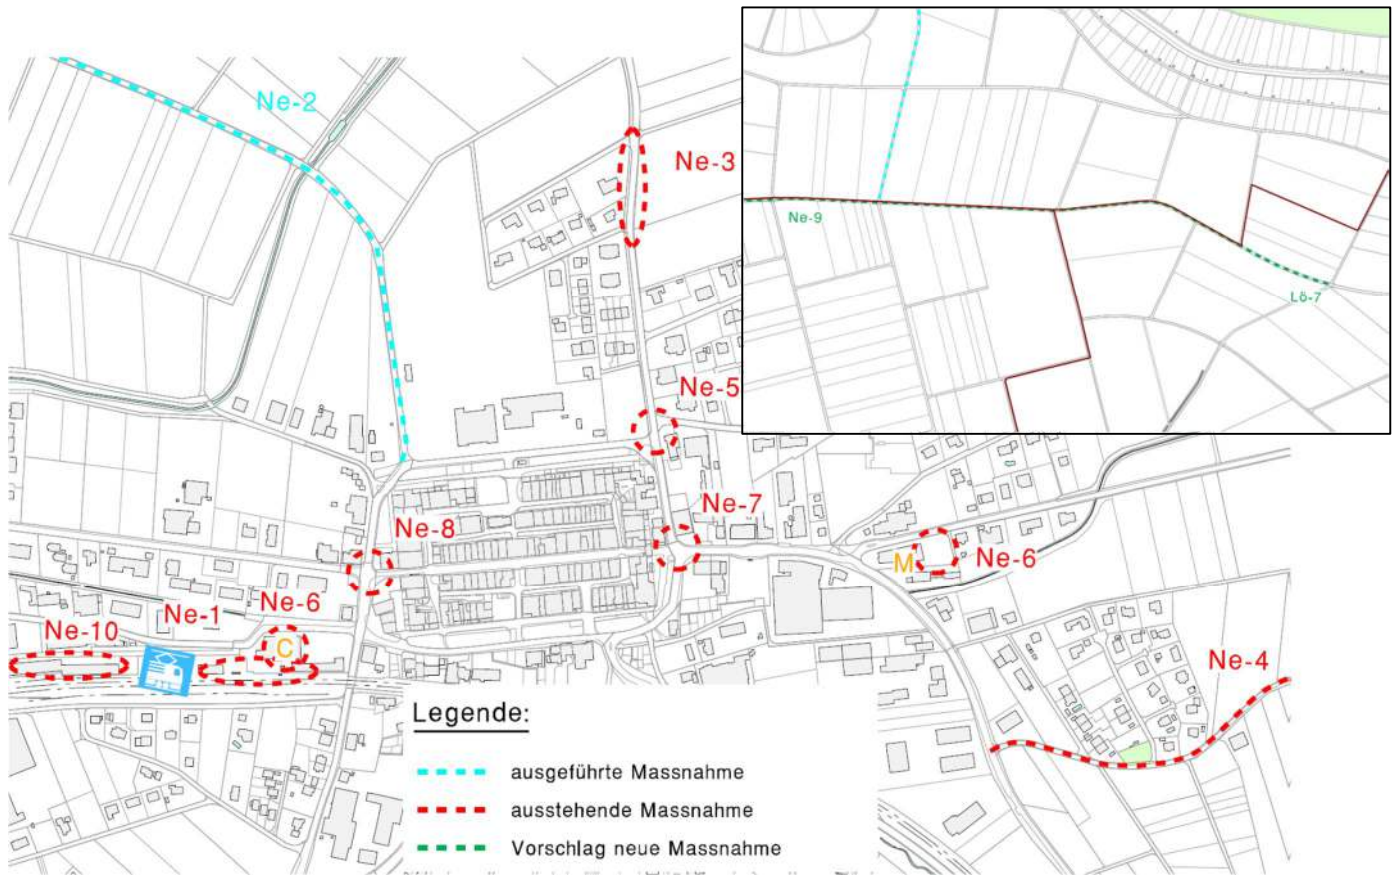 Ne-2
Ne-3
Ne-9
Lö-7
Ne-5
Ne-7
Ne-8
M
Ne-6
Ne-6
Ne-1
Ne-10
C
Ne-4
Legende:
ausgeführte Massnahme
ausstehende Massnahme
Vorschlag neue Massnahme